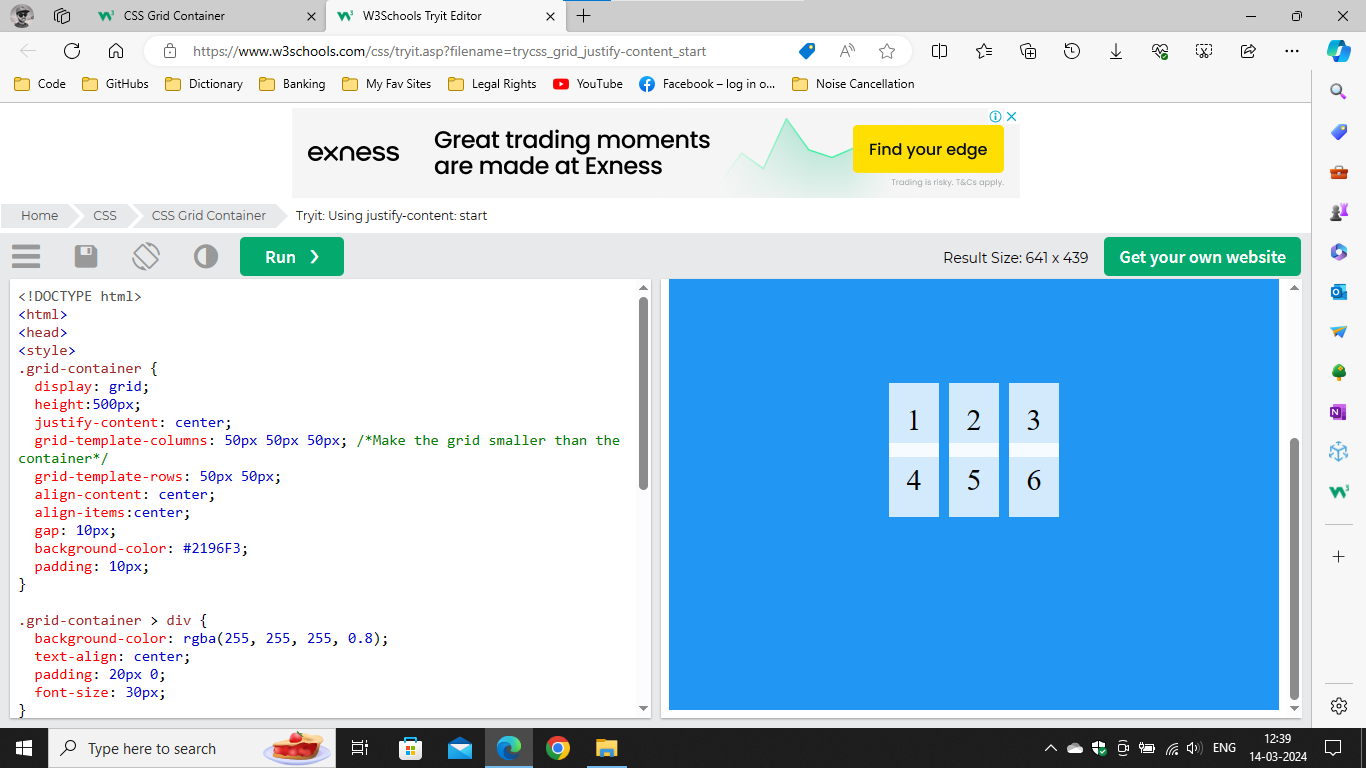 CSS Grid Container
W3Schools Tryit Editor
https://www.w3schools.com/css/tryit.asp?filename=trycss_grid_justify-content_start
Code GitHubs Dictionary Banking My Fav Sites Legal Rights YouTube Facebook – log in o... Noise Cancellation
exness
Great trading moments
are made at Exness
Find your edge
Trading is risky. T&Cs apply.
Home CSS CSS Grid Container Tryit: Using justify-content: start
Run ❯
Result Size: 641 x 439
Get your own website
<!DOCTYPE html>
<html>
<head>
<style>
.grid-container {
  display: grid;
  height:500px;
  justify-content: center;
  grid-template-columns: 50px 50px 50px; /*Make the grid smaller than the
container*/
  grid-template-rows: 50px 50px;
  align-content: center;
  align-items:center;
  gap: 10px;
  background-color: #2196F3;
  padding: 10px;
}

.grid-container > div {
  background-color: rgba(255, 255, 255, 0.8);
  text-align: center;
  padding: 20px 0;
  font-size: 30px;
}
1 2 3
4 5 6
Type here to search
ENG
12:39
14-03-2024